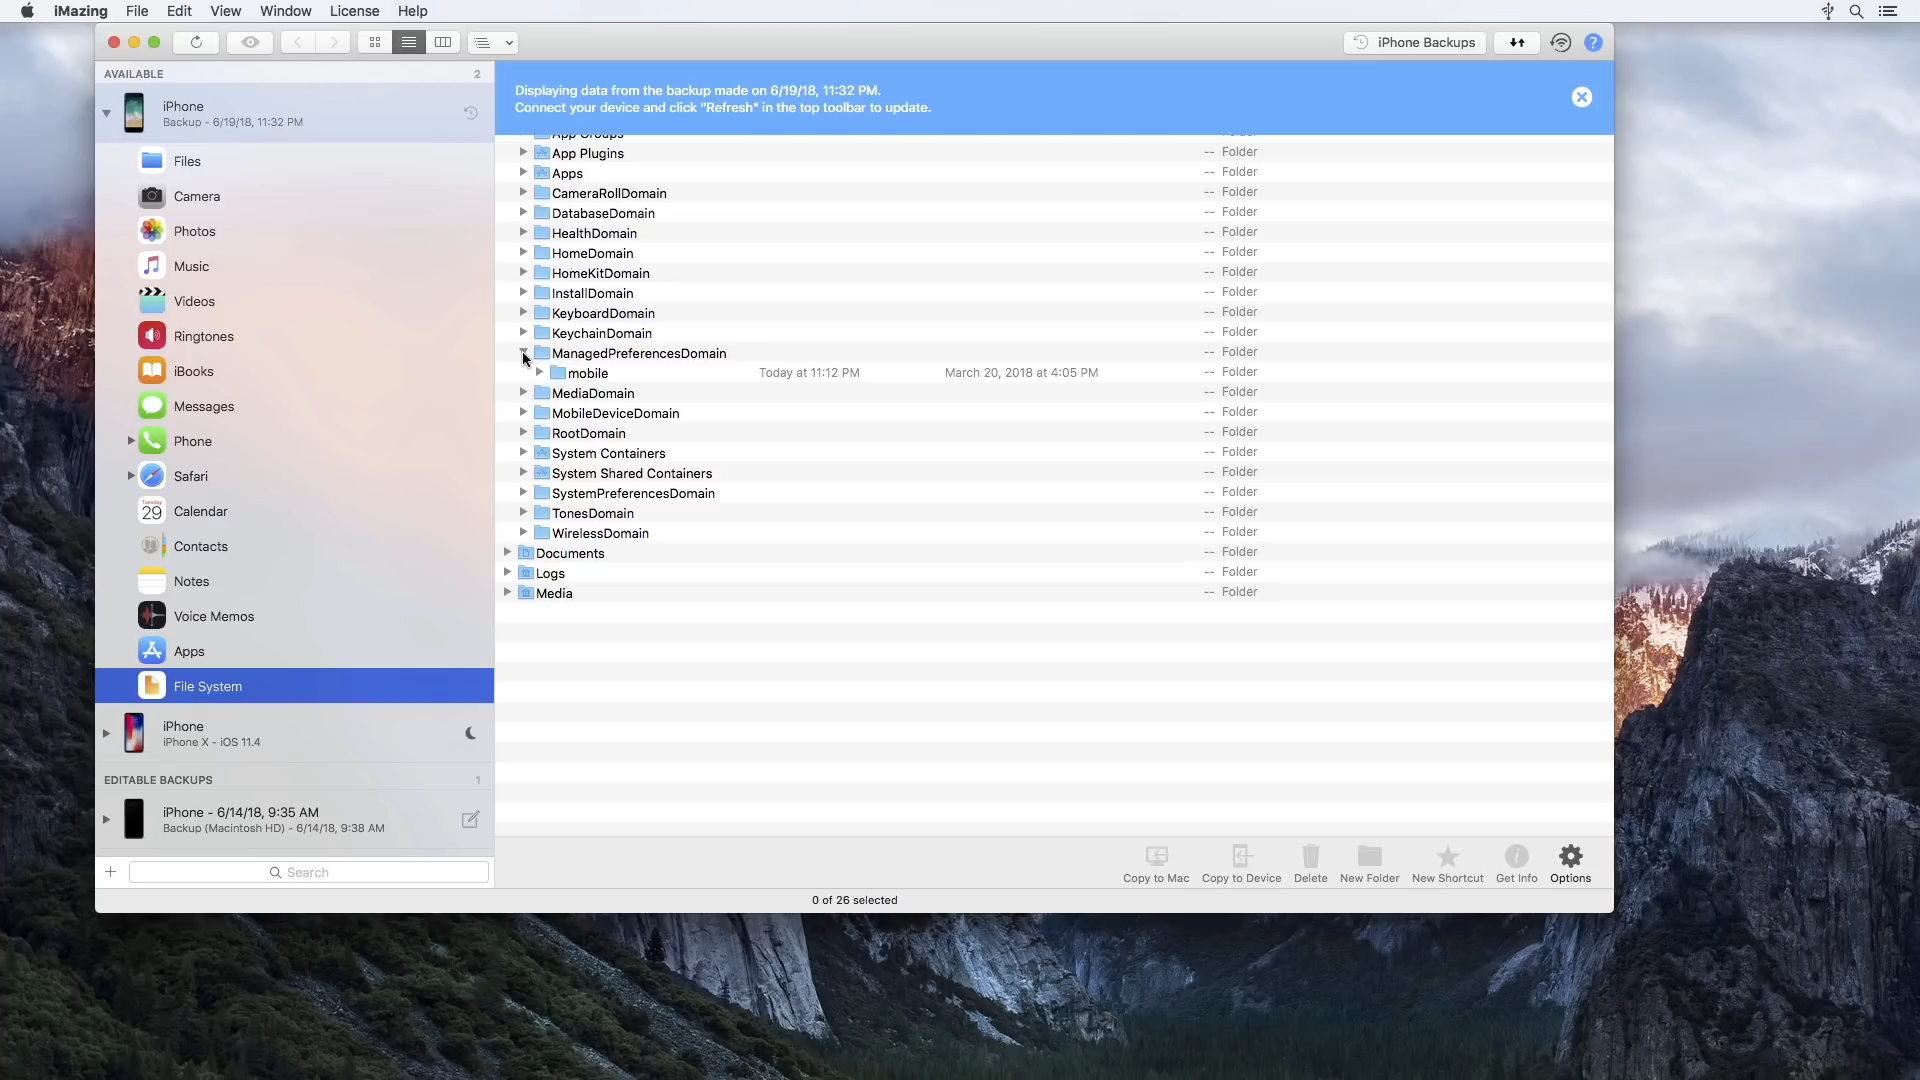 iMazing File Edit View Window License Help
iPhone Backups
?
AVAILABLE 2
iPhone
Backup - 6/19/18, 11:32 PM
Files
Camera
Photos
Music
Videos
Ringtones
iBooks
Messages
Phone
Safari
Tuesday
29
Calendar
Contacts
Notes
Voice Memos
Apps
File System
iPhone
iPhone X - iOS 11.4
EDITABLE BACKUPS 1
iPhone - 6/14/18, 9:35 AM
Backup (Macintosh HD) - 6/14/18, 9:38 AM
Search
Displaying data from the backup made on 6/19/18, 11:32 PM.
Connect your device and click "Refresh" in the top toolbar to update.
App Groups -- Folder
App Plugins -- Folder
Apps -- Folder
CameraRollDomain -- Folder
DatabaseDomain -- Folder
HealthDomain -- Folder
HomeDomain -- Folder
HomeKitDomain -- Folder
InstallDomain -- Folder
KeyboardDomain -- Folder
KeychainDomain -- Folder
ManagedPreferencesDomain -- Folder
mobile Today at 11:12 PM March 20, 2018 at 4:05 PM -- Folder
MediaDomain -- Folder
MobileDeviceDomain -- Folder
RootDomain -- Folder
System Containers -- Folder
System Shared Containers -- Folder
SystemPreferencesDomain -- Folder
TonesDomain -- Folder
WirelessDomain -- Folder
Documents -- Folder
Logs -- Folder
Media -- Folder
Copy to Mac Copy to Device Delete New Folder New Shortcut Get Info Options
0 of 26 selected